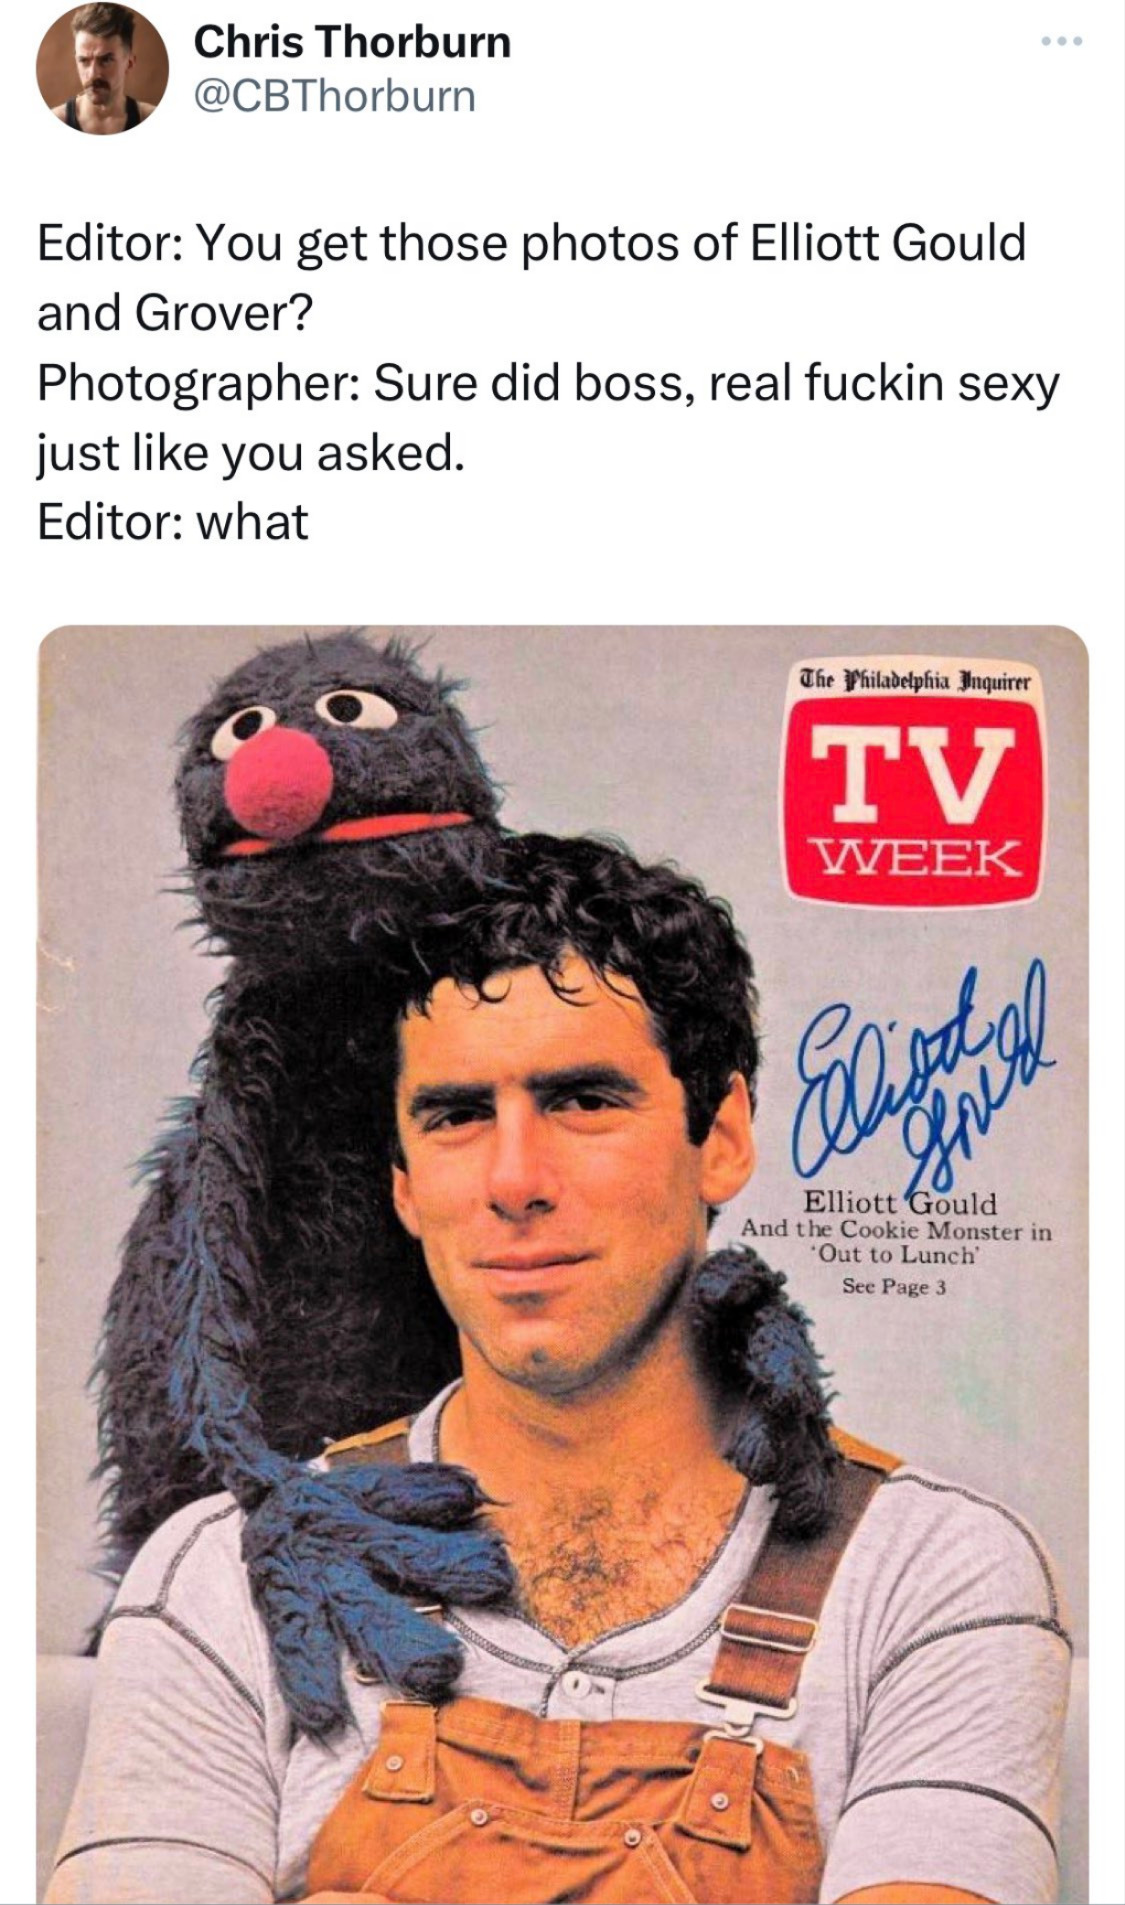 Chris Thorburn
@CBThorburn
Editor: You get those photos of Elliott Gould
and Grover?
Photographer: Sure did boss, real fuckin sexy
just like you asked.
Editor: what
The Philadelphia Inquirer
TV
WEEK
Elliott Gould
Elliott Gould
And the Cookie Monster in
'Out to Lunch'
See Page 3